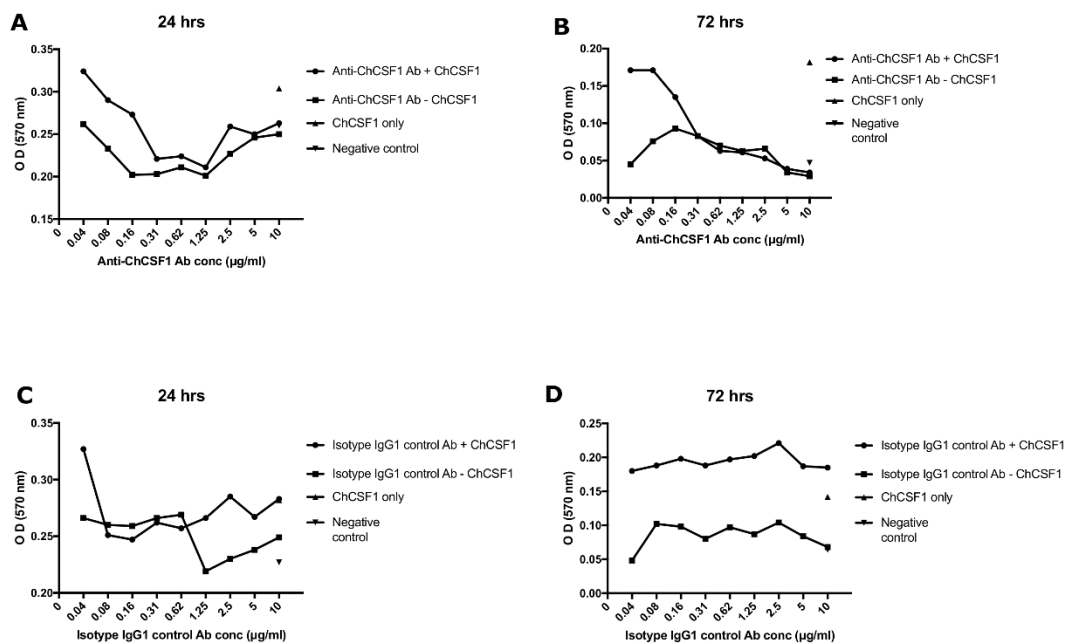 A
24 hrs
0.35
0.30
0.25
0.20
0.15
O D (570 nm)
0
0.04
0.08
0.16
0.31
0.62
1.25
2.5
5
10
Anti-ChCSF1 Ab conc (µg/ml)
Anti-ChCSF1 Ab + ChCSF1
Anti-ChCSF1 Ab - ChCSF1
ChCSF1 only
Negative control
B
72 hrs
0.20
0.15
0.10
0.05
0.00
O D (570 nm)
0
0.04
0.08
0.16
0.31
0.62
1.25
2.5
5
10
Anti-ChCSF1 Ab conc (µg/ml)
Anti-ChCSF1 Ab + ChCSF1
Anti-ChCSF1 Ab - ChCSF1
ChCSF1 only
Negative
control
C
24 hrs
0.35
0.30
0.25
0.20
O D (570 nm)
0
0.04
0.08
0.16
0.31
0.62
1.25
2.5
5
10
Isotype IgG1 control Ab conc (µg/ml)
Isotype IgG1 control Ab + ChCSF1
Isotype IgG1 control Ab - ChCSF1
ChCSF1 only
Negative
control
D
72 hrs
0.25
0.20
0.15
0.10
0.05
0.00
O D (570 nm)
0
0.04
0.08
0.16
0.31
0.62
1.25
2.5
5
10
Isotype IgG1 control Ab conc (µg/ml)
Isotype IgG1 control Ab + ChCSF1
Isotype IgG1 control Ab - ChCSF1
ChCSF1 only
Negative
control